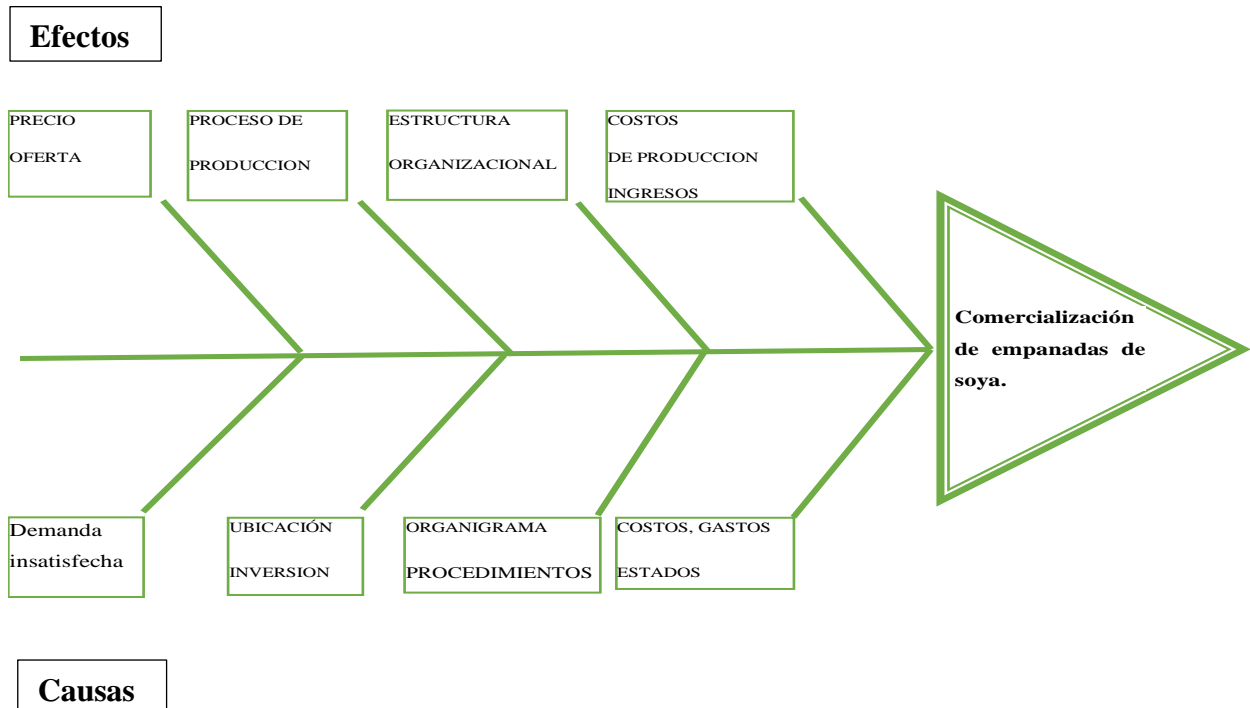 Efectos
PRECIO
OFERTA
PROCESO DE
PRODUCCION
ESTRUCTURA
ORGANIZACIONAL
COSTOS
DE PRODUCCION
INGRESOS
Comercialización
de empanadas de
soya.
Demanda
insatisfecha
UBICACIÓN
INVERSION
ORGANIGRAMA
PROCEDIMIENTOS
COSTOS, GASTOS
ESTADOS
Causas